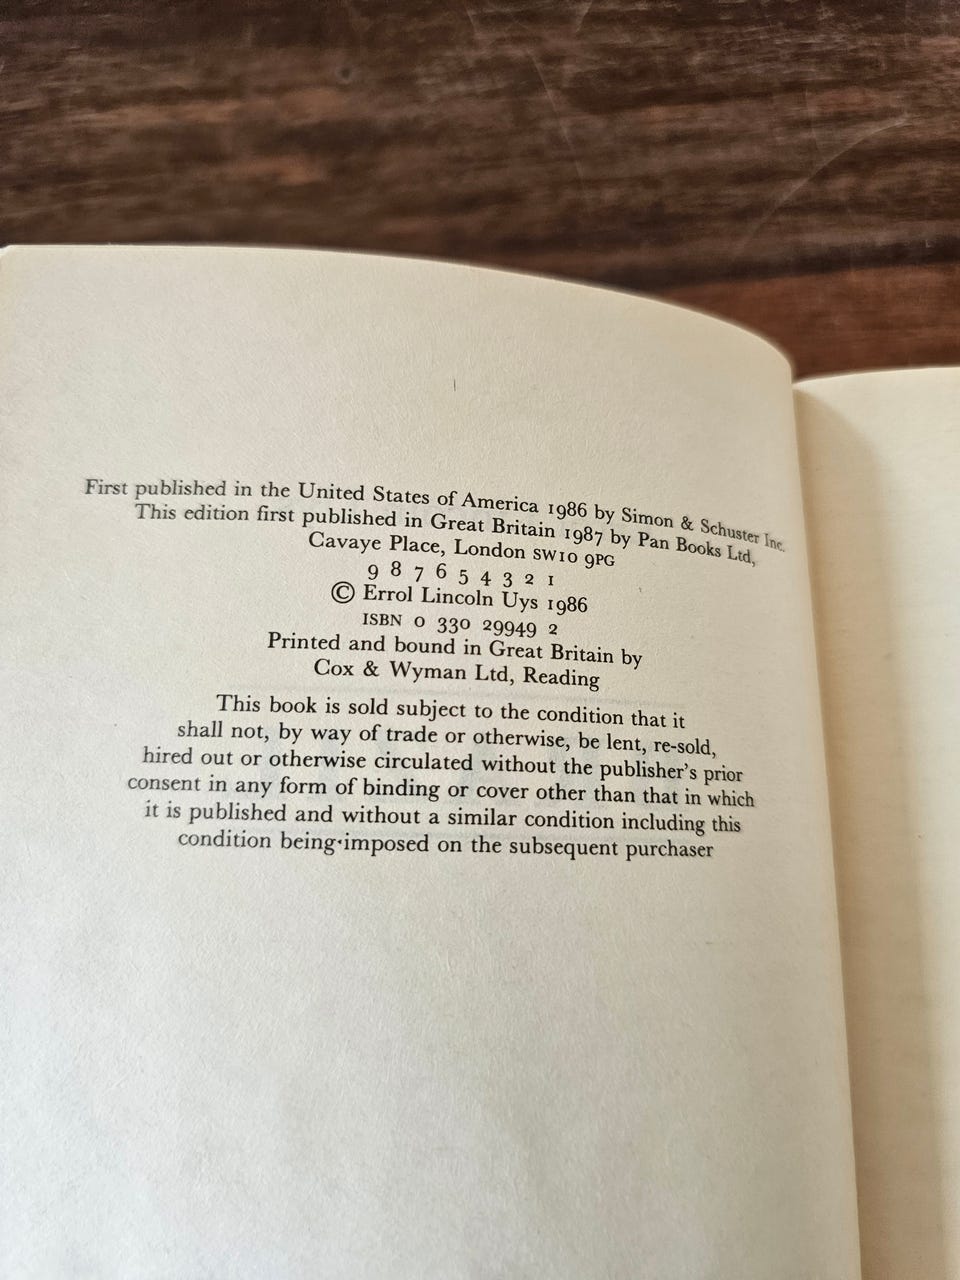 First published in the United States of America 1986 by Simon & Schuster Inc.
This edition first published in Great Britain 1987 by Pan Books Ltd,
Cavaye Place, London SW10 9PG
9 8 7 6 5 4 3 2 1
© Errol Lincoln Uys 1986
ISBN 0 330 29949 2
Printed and bound in Great Britain by
Cox & Wyman Ltd, Reading
This book is sold subject to the condition that it
shall not, by way of trade or otherwise, be lent, re-sold,
hired out or otherwise circulated without the publisher's prior
consent in any form of binding or cover other than that in which
it is published and without a similar condition including this
condition being imposed on the subsequent purchaser